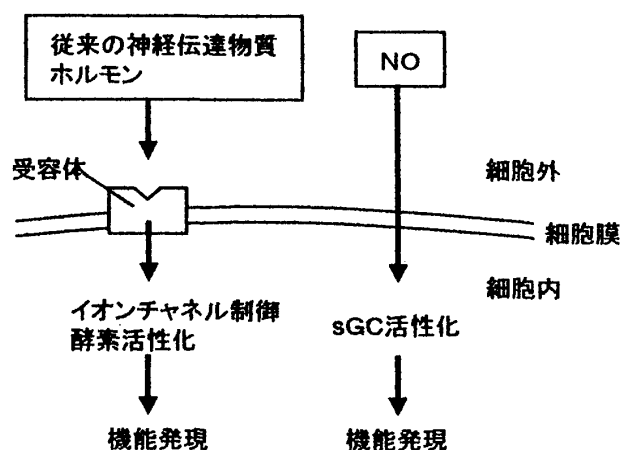 従来の神経伝達物質
ホルモン
NO
受容体
細胞外
細胞膜
細胞内
イオンチャネル制御
酵素活性化
sGC活性化
機能発現
機能発現